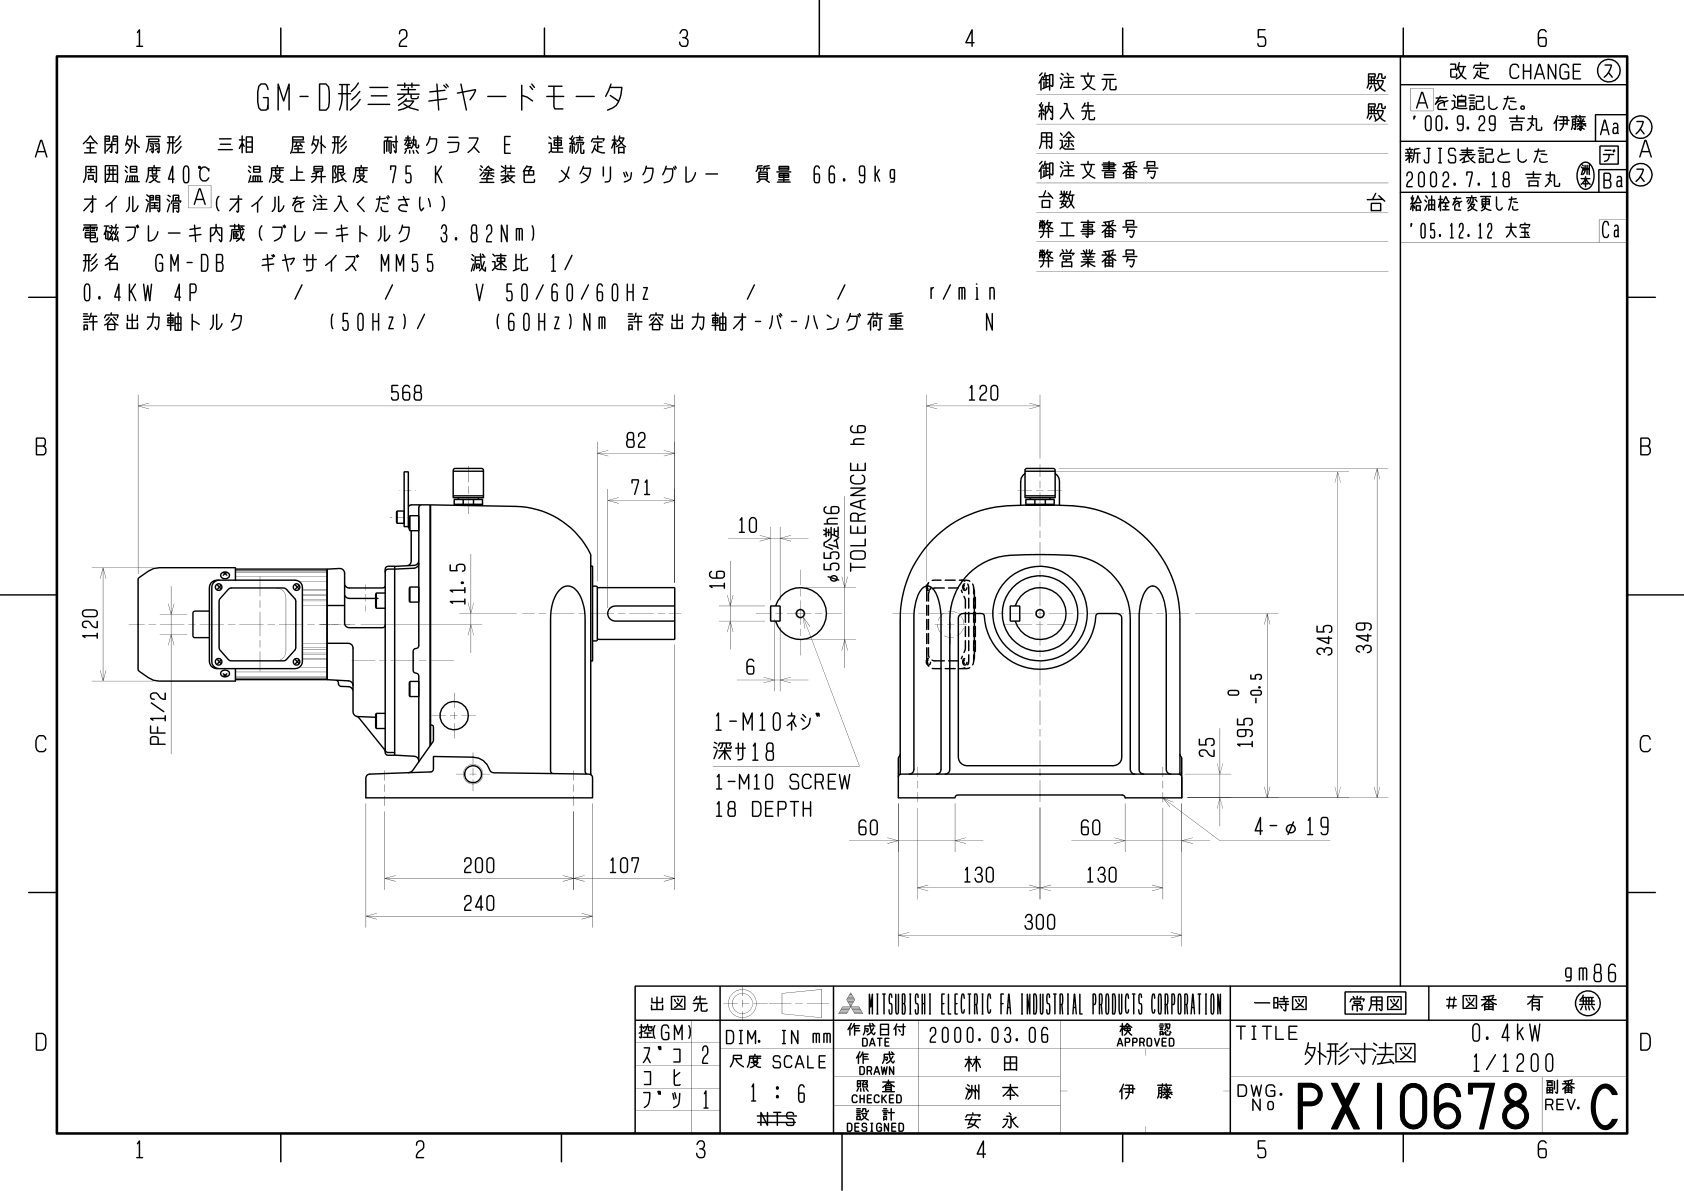 1 2 3 4 5 6
GM-D形三菱ギヤードモータ
全閉外扇形 三相 屋外形 耐熱クラス E 連続定格
周囲温度40℃ 温度上昇限度 75 K 塗装色 メタリックグレー 質量 66.9kg
オイル潤滑 A (オイルを注入ください)
電磁ブレーキ内蔵(ブレーキトルク 3.82Nm)
形名 GM-DB ギヤサイズ MM55 減速比 1/
0.4KW 4P / / V 50/60/60Hz / / r/min
許容出力軸トルク (50Hz)/ (60Hz)Nm 許容出力軸オ-バ-ハング荷重 N
御注文元 殿
納入先 殿
用途
御注文書番号
台数 台
弊工事番号
弊営業番号
改定 CHANGE ス
Aを追記した。
'00.9.29 吉丸 伊藤 Aa ス
新JIS表記とした デ
2002.7.18 吉丸 洲本 Ba ス
給油栓を変更した
'05.12.12 大宝 Ca
A
B
C
D
A
B
C
D
568
82
71
11.5
120
PF1/2
200
107
240
10
16
6
φ55公差h6
TOLERANCE h6
1-M10ネジ
深サ18
1-M10 SCREW
18 DEPTH
120
345
349
195 0 -0.5
25
60
60
4-φ19
130
130
300
gm86
出図先
控(GM)
ズコ 2
コヒ
ブツ 1
DIM. IN mm
尺度 SCALE
1 : 6
NTS
MITSUBISHI ELECTRIC FA INDUSTRIAL PRODUCTS CORPORATION
作成日付 DATE 2000.03.06
作成 DRAWN 林田
照査 CHECKED 洲本
設計 DESIGNED 安永
検認 APPROVED
伊藤
一時図 常用図 #図番 有 無
TITLE 0.4kW
外形寸法図 1/1200
DWG. No PX10678 副番 REV. C
1 2 3 4 5 6